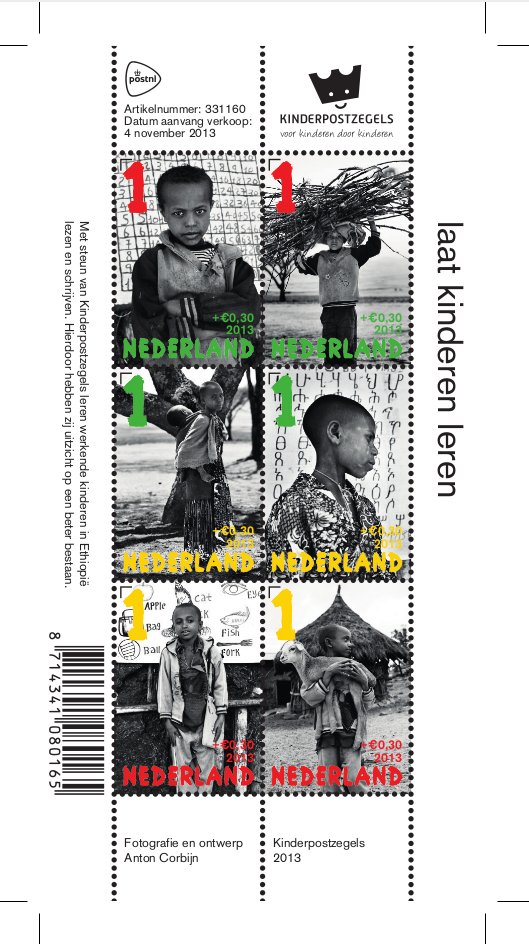 postnl
Artikelnummer: 331160
Datum aanvang verkoop:
4 november 2013
KINDERPOSTZEGELS
voor kinderen door kinderen
laat kinderen leren
Met steun van Kinderpostzegels leren werkende kinderen in Ethiopië
lezen en schrijven. Hierdoor hebben zij uitzicht op een beter bestaan.
1
+€0,30
2013
NEDERLAND
1
+€0,30
2013
NEDERLAND
1
+€0,30
2013
NEDERLAND
1
+€0,30
2013
NEDERLAND
1
APPLE
Bag
Ball
Cat
Eye
Fish
FORK
+€0,30
2013
NEDERLAND
1
+€0,30
2013
NEDERLAND
8 714341 080165
Fotografie en ontwerp
Anton Corbijn
Kinderpostzegels
2013